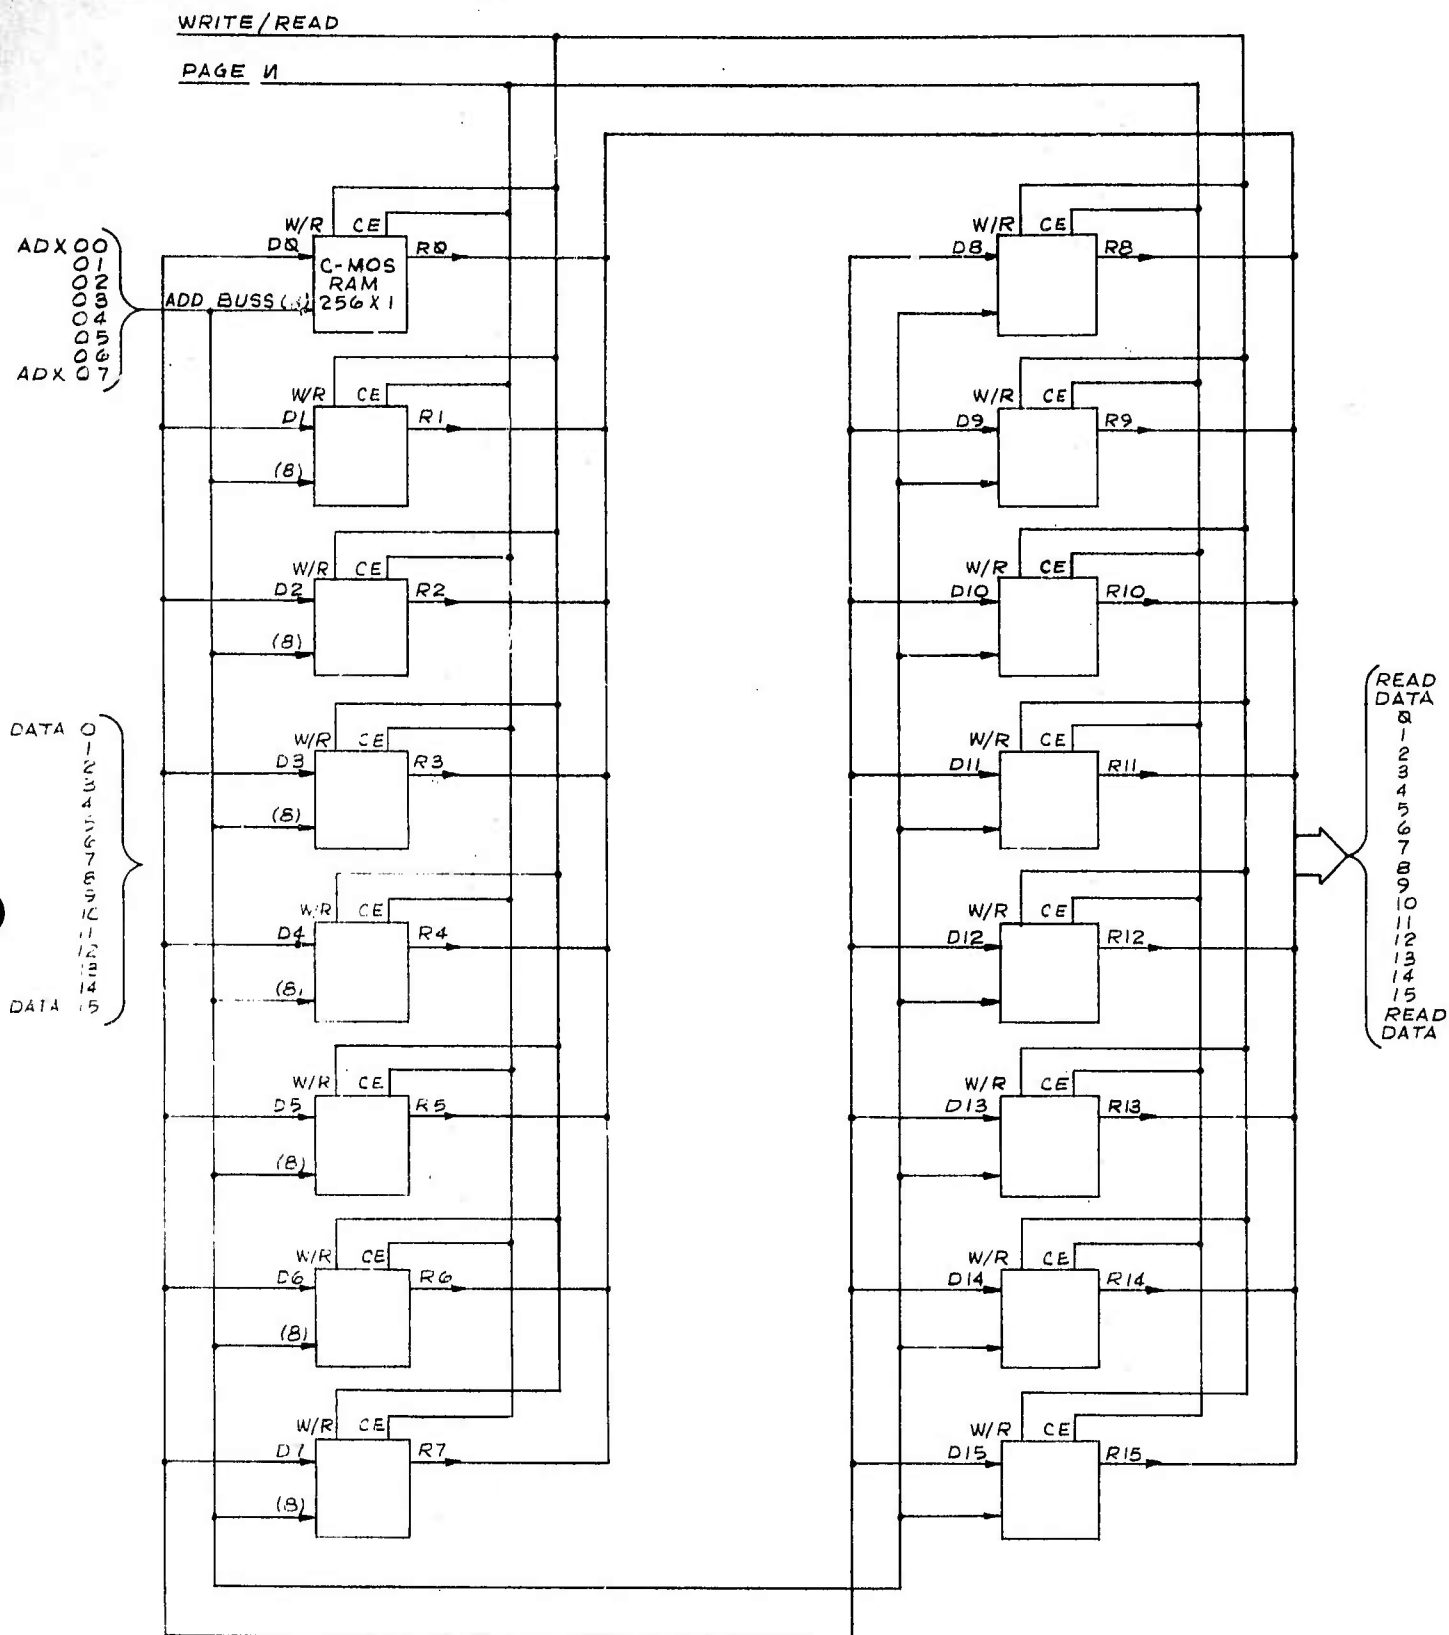 WRITE/READ
PAGE N
ADX 00
01
02
03
04
05
06
ADX 07
ADD BUSS
W/R CE
D0 R0
C-MOS
RAM
256 X 1
W/R CE
D1 R1
(8)
W/R CE
D2 R2
(8)
W/R CE
D3 R3
(8)
W/R CE
D4 R4
(8)
W/R CE
D5 R5
(8)
W/R CE
D6 R6
(8)
W/R CE
D7 R7
(8)
DATA 0
1
2
3
4
5
6
7
8
9
10
11
12
13
14
DATA 15
W/R CE
D8 R8
W/R CE
D9 R9
W/R CE
D10 R10
W/R CE
D11 R11
W/R CE
D12 R12
W/R CE
D13 R13
W/R CE
D14 R14
W/R CE
D15 R15
READ
DATA
0
1
2
3
4
5
6
7
8
9
10
11
12
13
14
15
READ
DATA